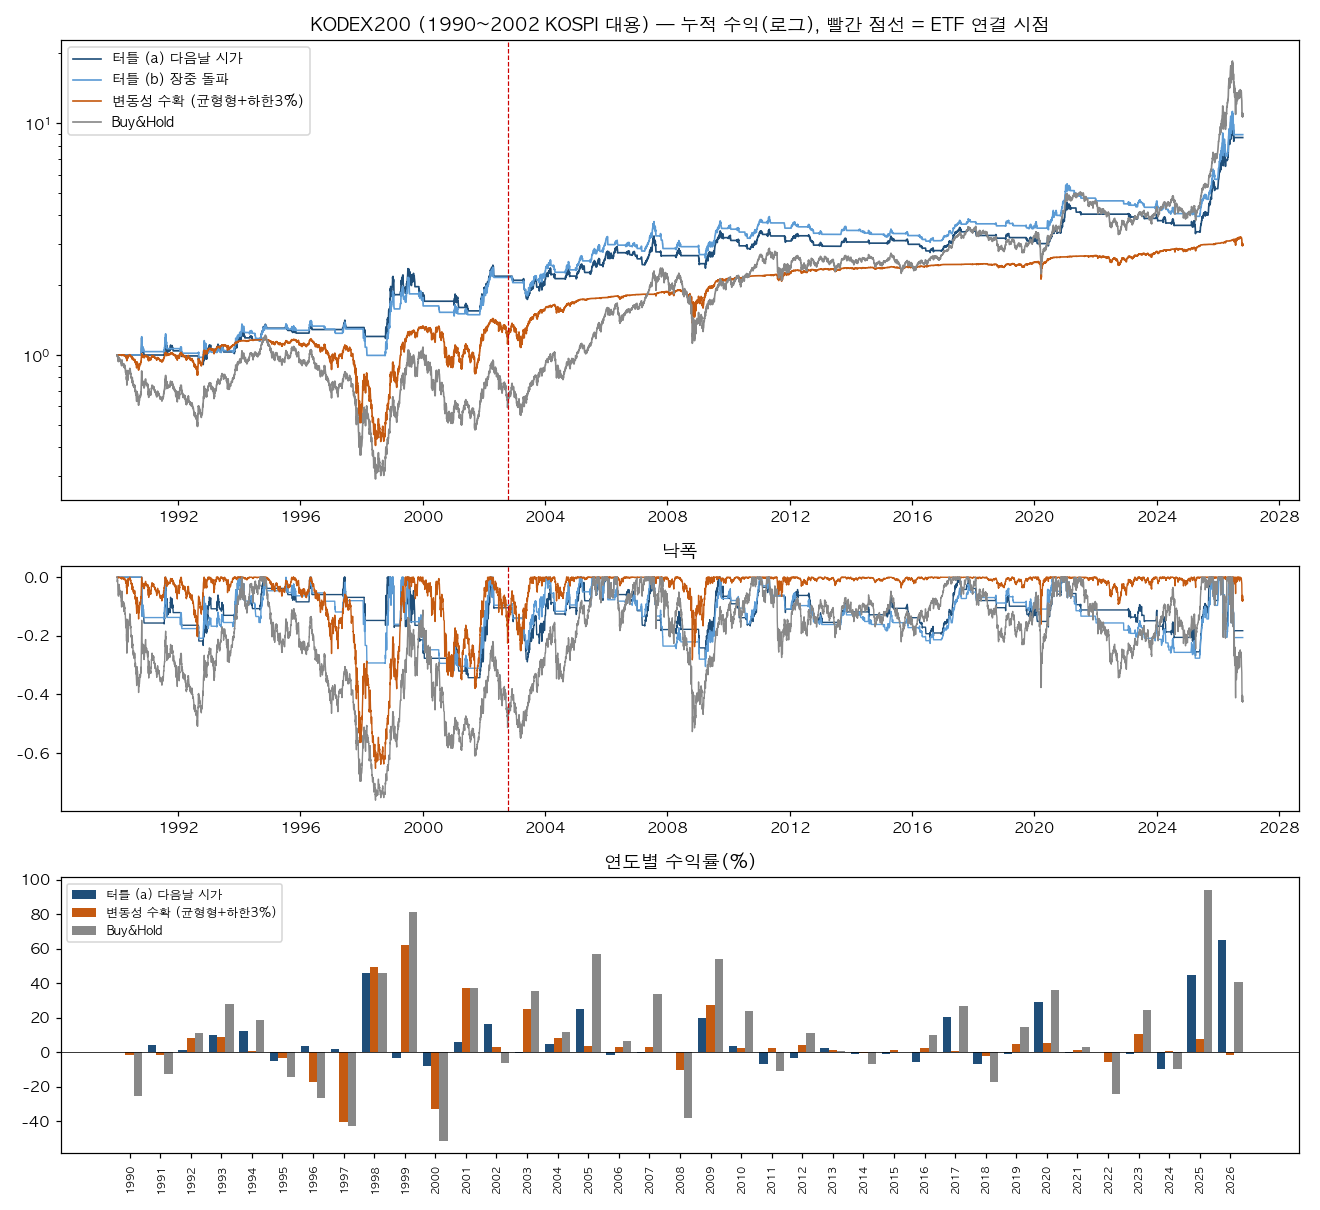 KODEX200 (1990~2002 KOSPI 대용) — 누적 수익(로그), 빨간 점선 = ETF 연결 시점
터틀 (a) 다음날 시가
터틀 (b) 장중 돌파
변동성 수확 (균형형+하한3%)
Buy&Hold
10¹
10⁰
1992 1996 2000 2004 2008 2012 2016 2020 2024 2028
낙폭
0.0
-0.2
-0.4
-0.6
1992 1996 2000 2004 2008 2012 2016 2020 2024 2028
연도별 수익률(%)
터틀 (a) 다음날 시가
변동성 수확 (균형형+하한3%)
Buy&Hold
100
80
60
40
20
0
-20
-40
1990 1991 1992 1993 1994 1995 1996 1997 1998 1999 2000 2001 2002 2003 2004 2005 2006 2007 2008 2009 2010 2011 2012 2013 2014 2015 2016 2017 2018 2019 2020 2021 2022 2023 2024 2025 2026